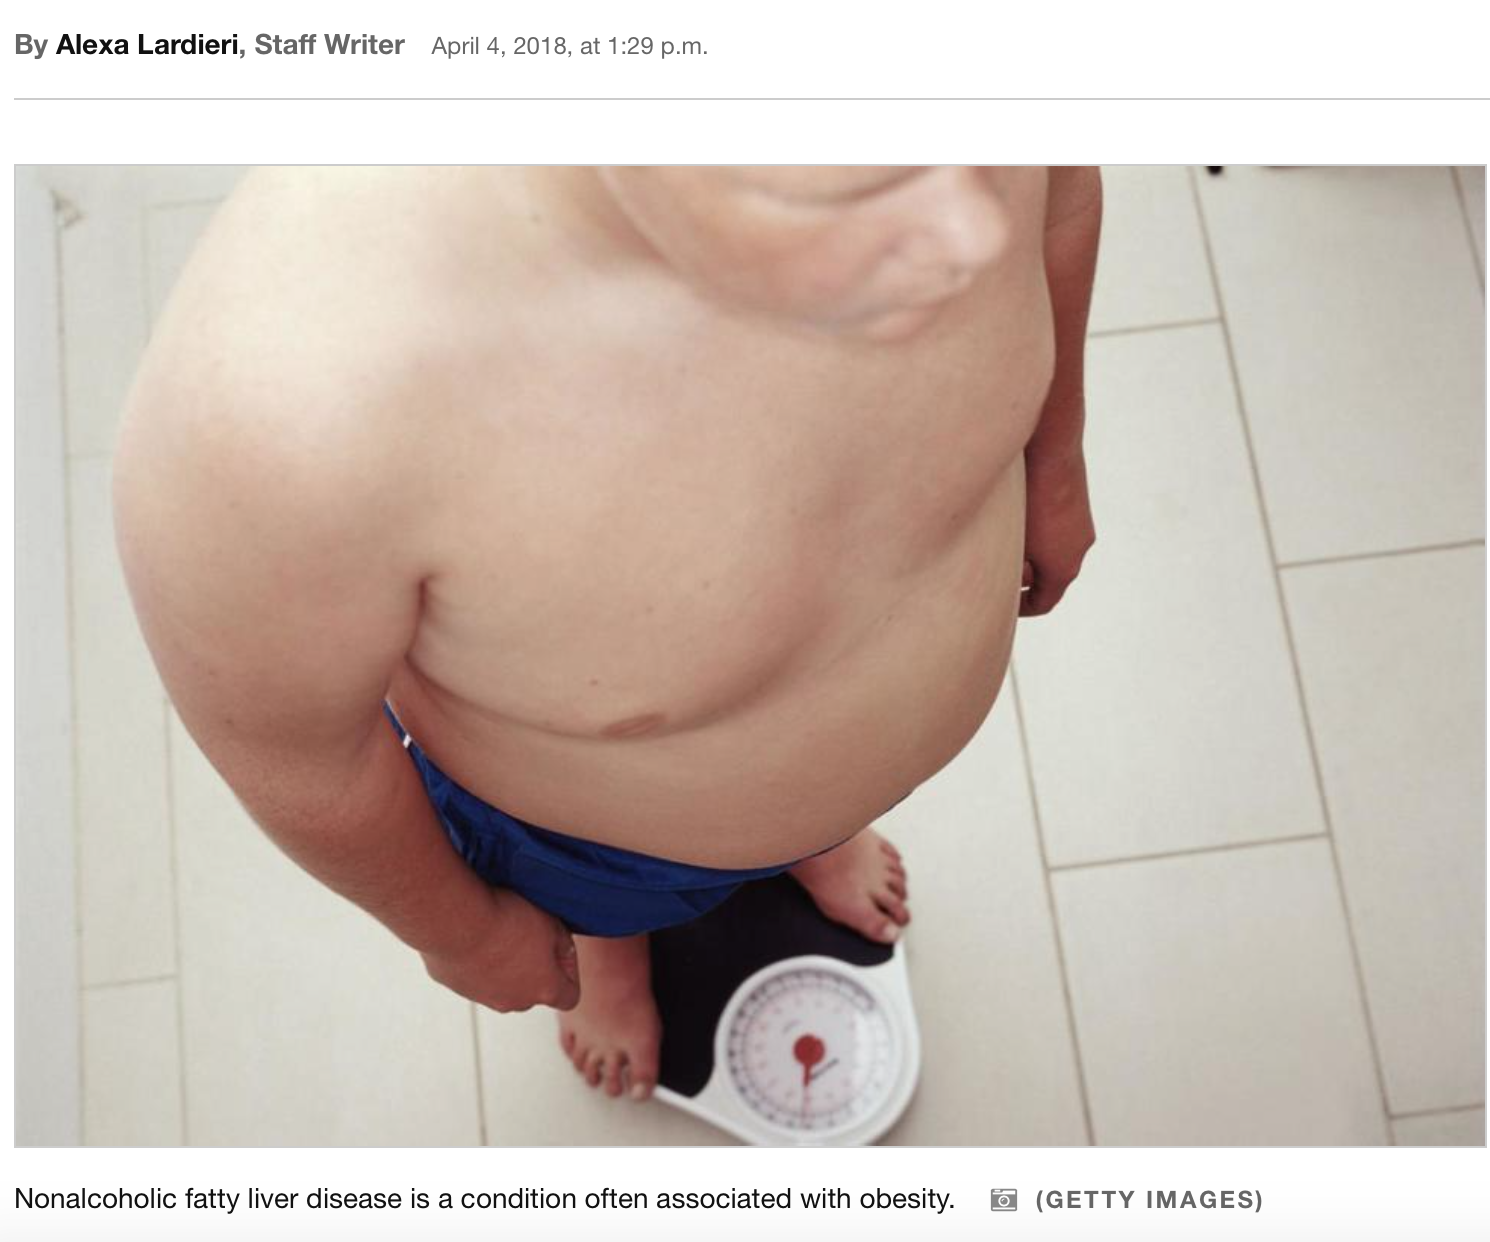 By Alexa Lardieri, Staff Writer April 4, 2018, at 1:29 p.m.
Nonalcoholic fatty liver disease is a condition often associated with obesity. (GETTY IMAGES)